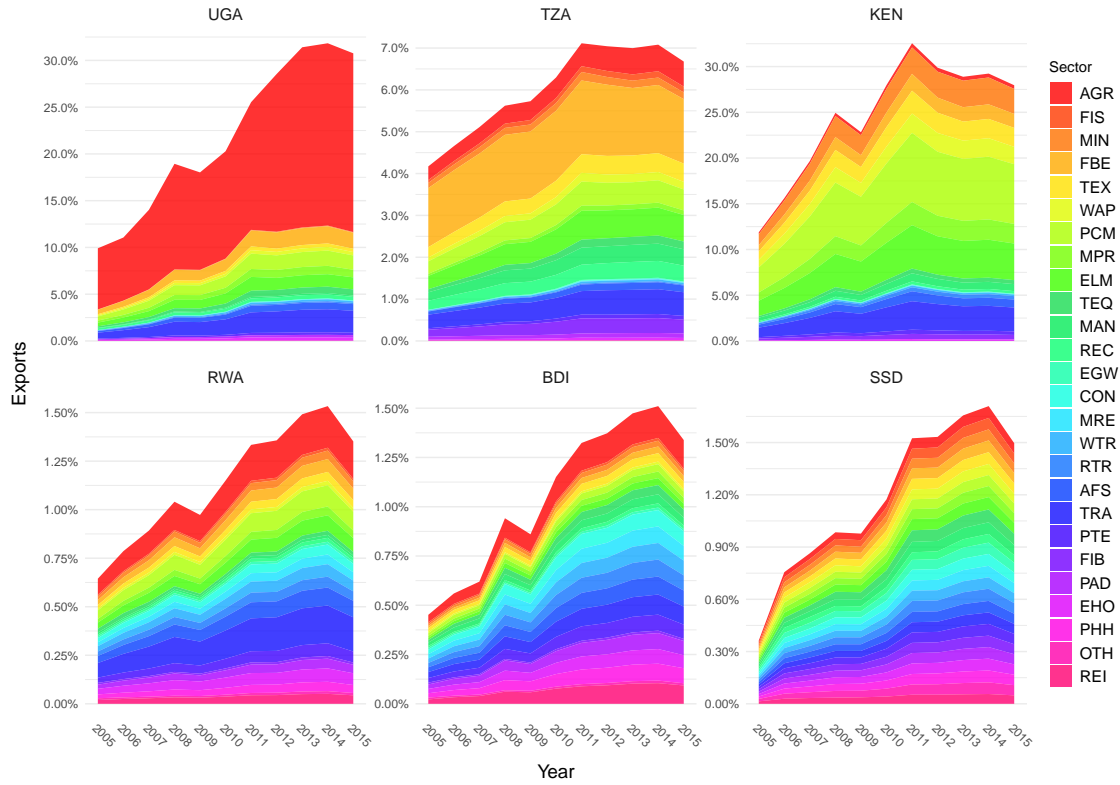 UGA TZA KEN
30.0%
25.0%
20.0%
15.0%
10.0%
5.0%
0.0%
7.0%
6.0%
5.0%
4.0%
3.0%
2.0%
1.0%
0.0%
30.0%
25.0%
20.0%
15.0%
10.0%
5.0%
0.0%
RWA BDI SSD
1.50%
1.25%
1.00%
0.75%
0.50%
0.25%
0.00%
1.50%
1.25%
1.00%
0.75%
0.50%
0.25%
0.00%
1.50%
1.20%
0.90%
0.60%
0.30%
0.00%
2005 2006 2007 2008 2009 2010 2011 2012 2013 2014 2015
2005 2006 2007 2008 2009 2010 2011 2012 2013 2014 2015
2005 2006 2007 2008 2009 2010 2011 2012 2013 2014 2015
Exports
Year
Sector
AGR
FIS
MIN
FBE
TEX
WAP
PCM
MPR
ELM
TEQ
MAN
REC
EGW
CON
MRE
WTR
RTR
AFS
TRA
PTE
FIB
PAD
EHO
PHH
OTH
REI